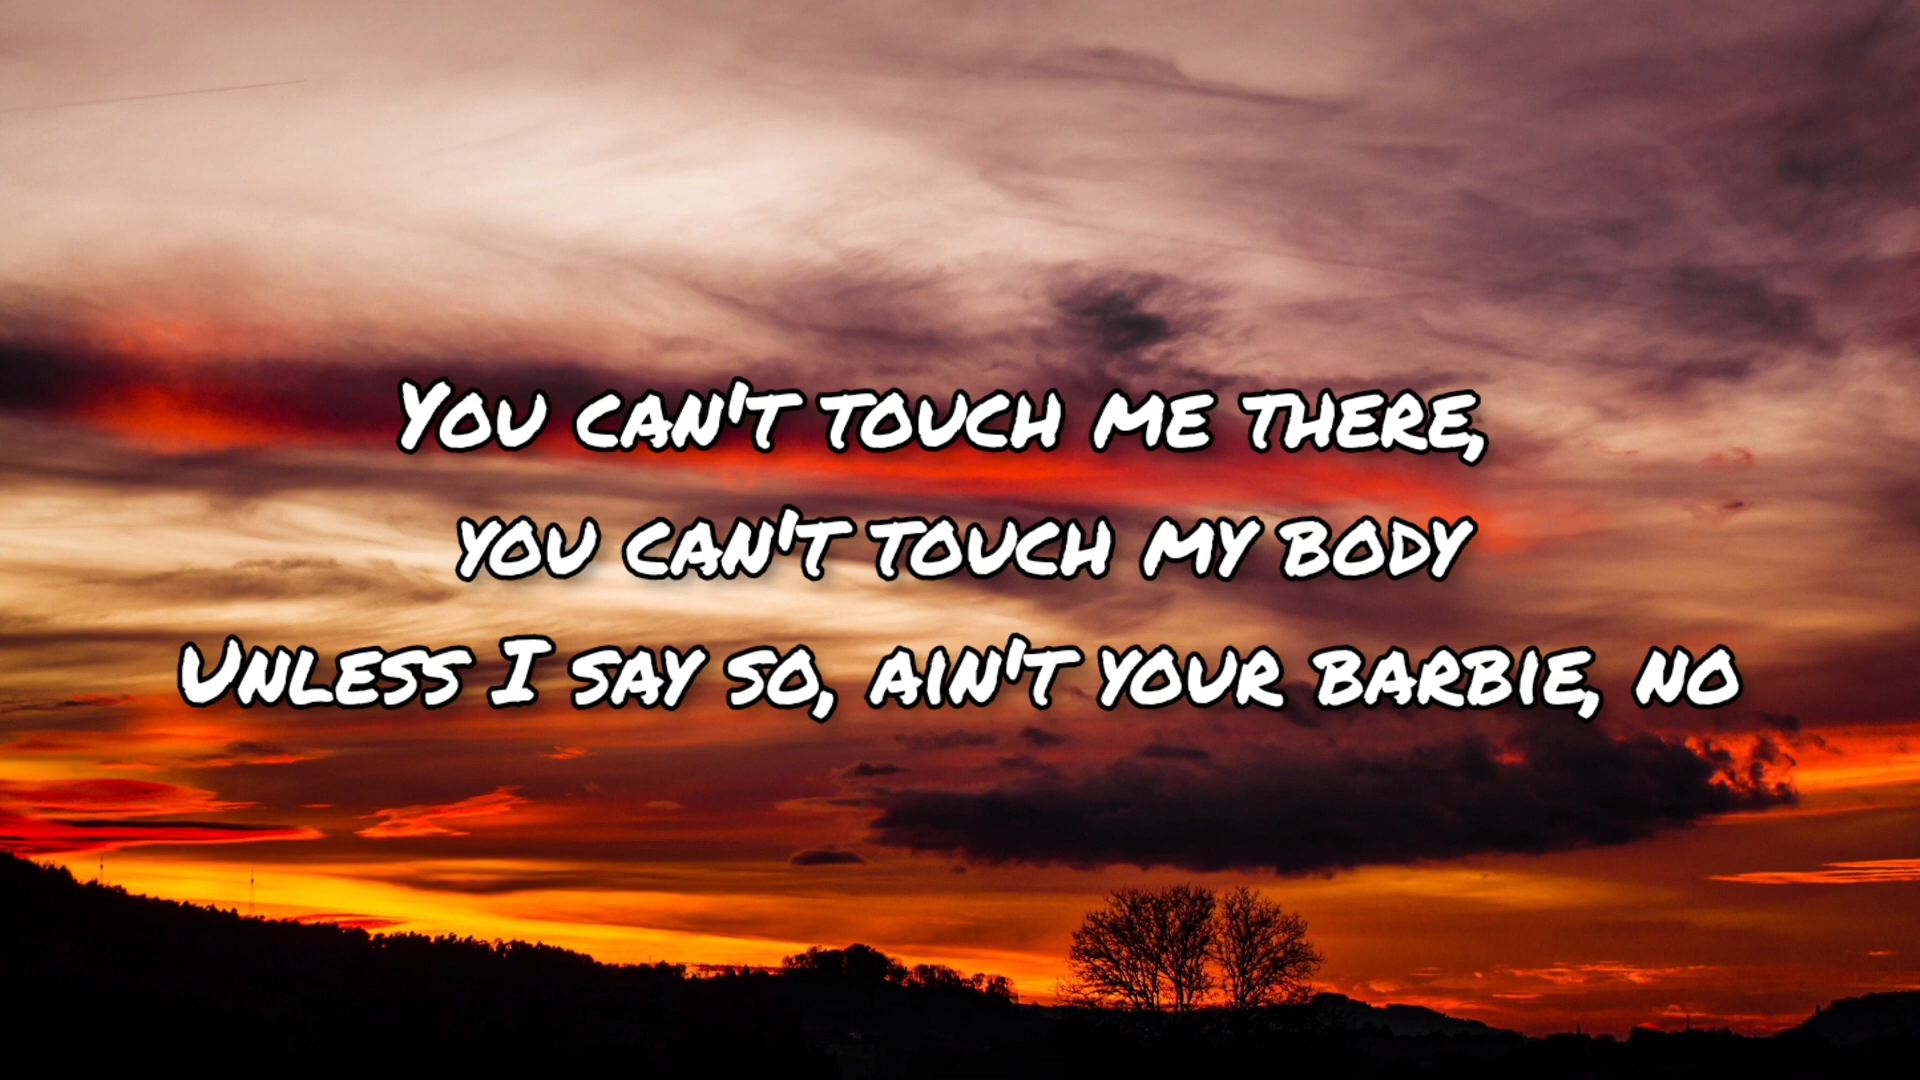 You can't touch me there,
you can't touch my body
Unless I say so, ain't your barbie, no